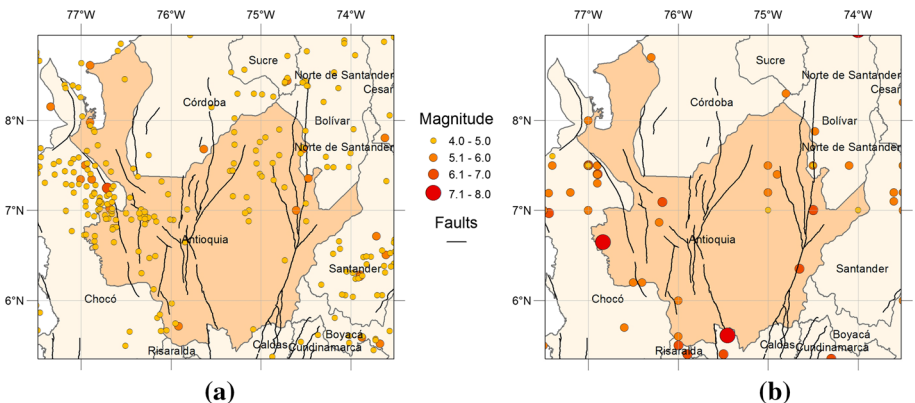 77°W 76°W 75°W 74°W
Sucre
Norte de Santander
Cesar
Córdoba
8°N
Bolívar
Norte de Santander
7°N
Antioquia
Santander
6°N
Chocó
Boyacá
Risaralda
Caldas
Cundinamarca
(a)
Magnitude
4.0 - 5.0
5.1 - 6.0
6.1 - 7.0
7.1 - 8.0
Faults
77°W 76°W 75°W 74°W
Sucre
Norte de Santander
Cesar
Córdoba
8°N
Bolívar
Norte de Santander
7°N
Antioquia
Santander
6°N
Chocó
Boyacá
Risaralda
Caldas
Cundinamarca
(b)